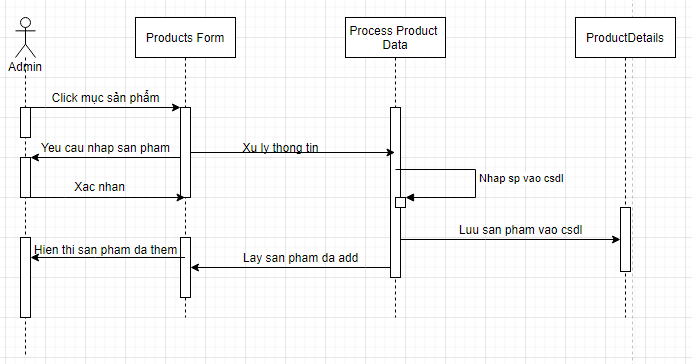 Products Form
Process Product
Data
ProductDetails
Admin
Click mục sản phẩm
Yeu cau nhap san pham
Xu ly thong tin
Nhap sp vao csdl
Xac nhan
Luu san pham vao csdl
Hien thi san pham da them
Lay san pham da add